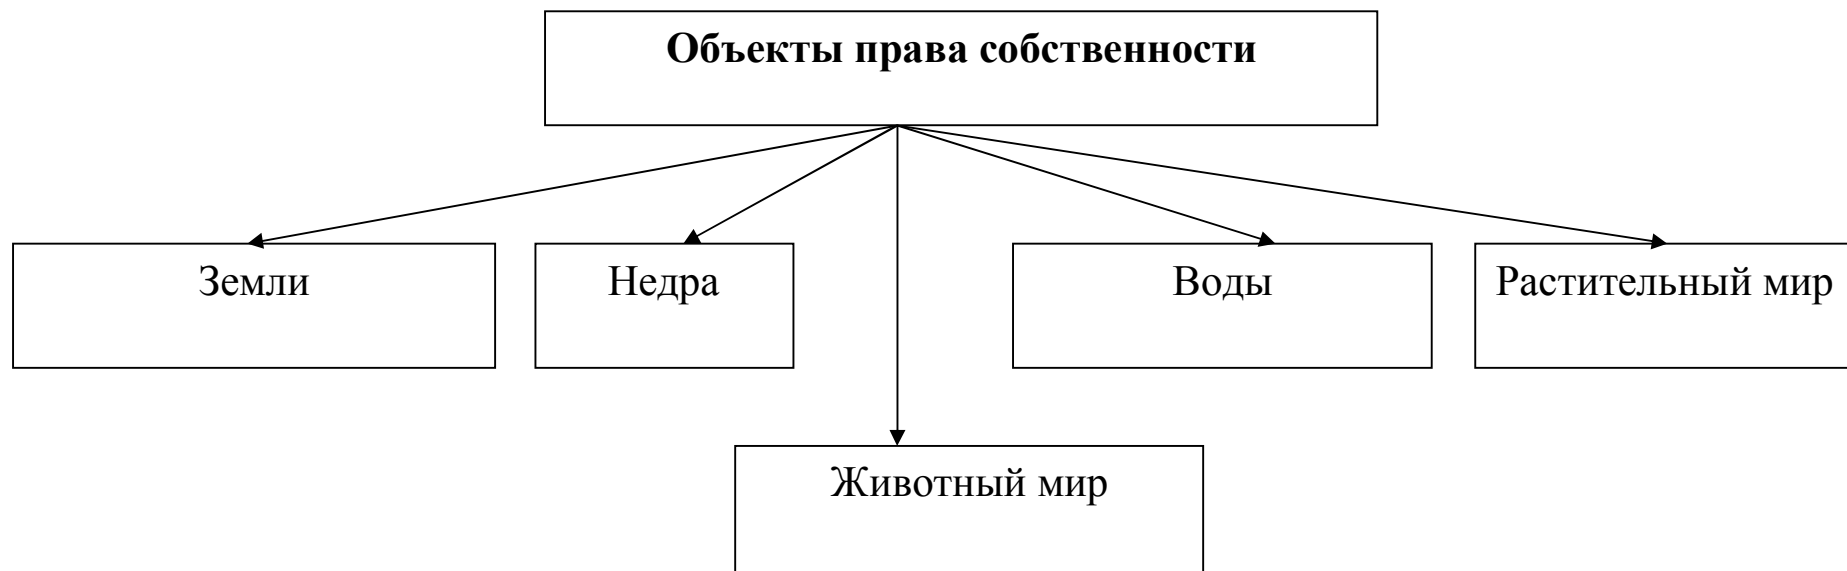 Объекты права собственности
Земли
Недра
Воды
Растительный мир
Животный мир